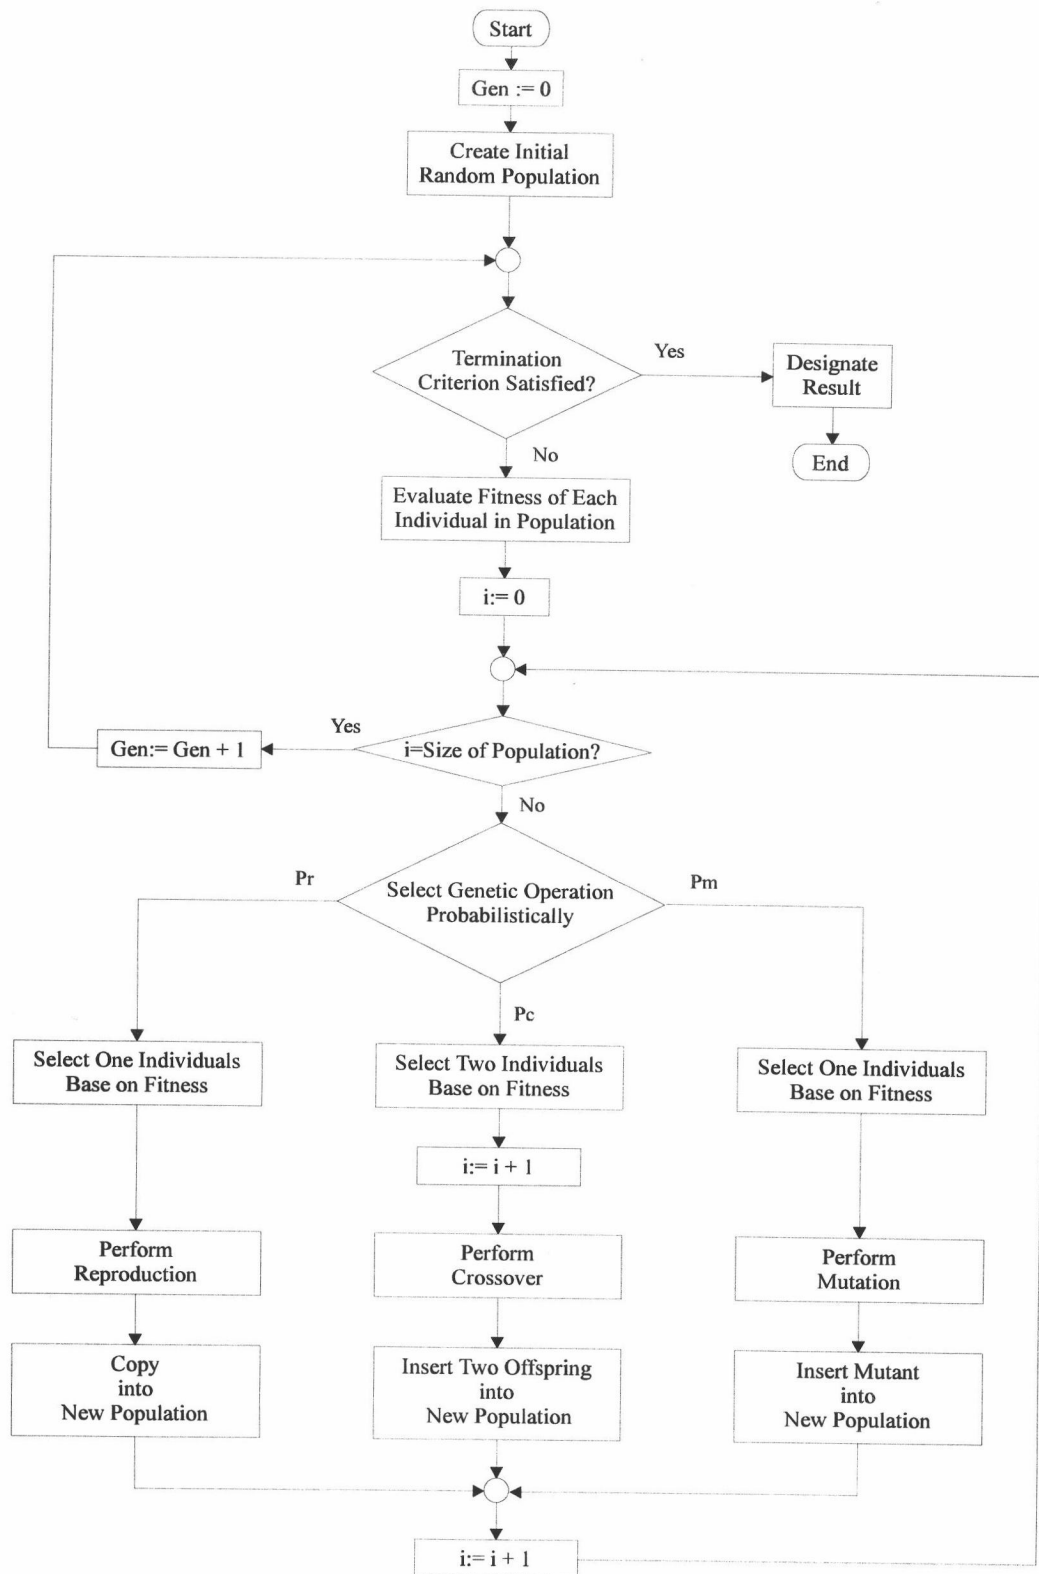 Start
Gen := 0
Create Initial
Random Population
Termination
Criterion Satisfied?
Yes
Designate
Result
End
No
Evaluate Fitness of Each
Individual in Population
i:= 0
i=Size of Population?
Yes
Gen:= Gen + 1
No
Select Genetic Operation
Probabilistically
Pr
Pc
Pm
Select One Individuals
Base on Fitness
Perform
Reproduction
Copy
into
New Population
Select Two Individuals
Base on Fitness
i:= i + 1
Perform
Crossover
Insert Two Offspring
into
New Population
Select One Individuals
Base on Fitness
Perform
Mutation
Insert Mutant
into
New Population
i:= i + 1